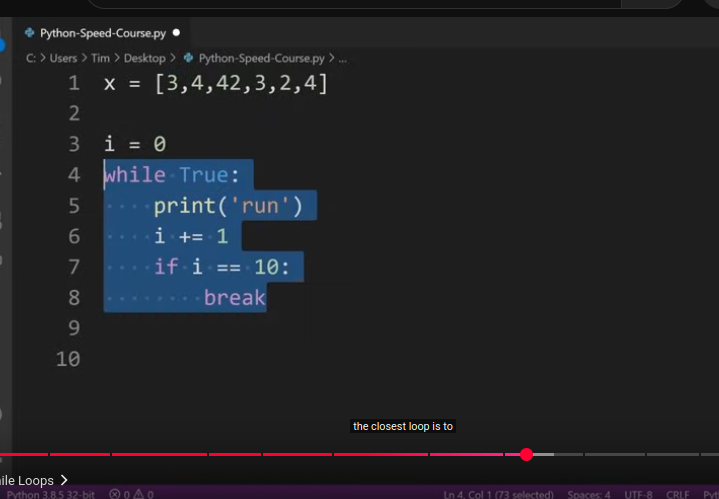 Python-Speed-Course.py
C: > Users > Tim > Desktop > Python-Speed-Course.py > ...
1 x = [3,4,42,3,2,4]
2
3 i = 0
4 while True:
5 print('run')
6 i += 1
7 if i == 10:
8 break
9
10
the closest loop is to
ile Loops >
Python 3.8.5 32-bit 0 0 Ln 4, Col 1 (73 selected) Spaces: 4 UTF-8 CRLF Pyt